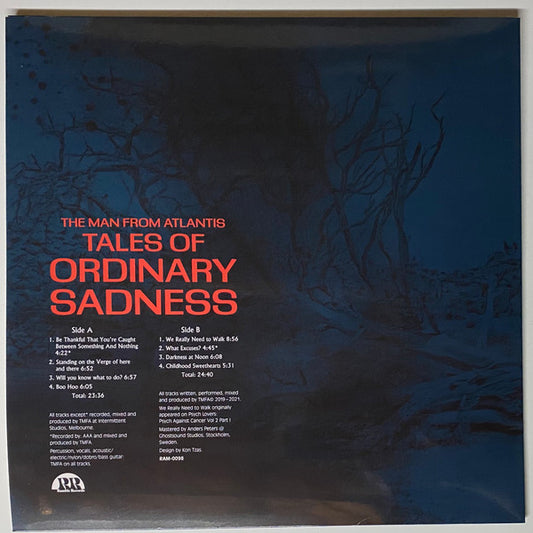 THE MAN FROM ATLANTIS
TALES OF
ORDINARY
SADNESS
Side A
1. Be Thankful That You're Caught
Between Something And Nothing
4:22*
2. Standing on the Verge of here
and there 6:52
3. Will you know what to do? 6:57
4. Boo Hoo 6:05
Total: 23:36
All tracks except* recorded, mixed
and produced by TMFA at Intermittent
Studios, Melbourne.
*Recorded by: AAA and mixed and
produced by TMFA.
Percussion, vocals, acoustic/
electric/nylon/dobro/bass guitar:
TMFA on all tracks.
Side B
1. We Really Need to Walk 8:56
2. What Excuses? 4:45*
3. Darkness at Noon 6:08
4. Childhood Sweethearts 5:31
Total: 24:40
All tracks written, performed, mixed
and produced by TMFA© 2019 -2021.
We Really Need to Walk originally
appeared on Psych Lovers:
Psych Against Cancer Vol 2 Part I
Mastered by Anders Peters @
Ghostsound Studios, Stockholm,
Sweden.
Design by Kon Tzas
RAM-0098
RR
Ramble Records